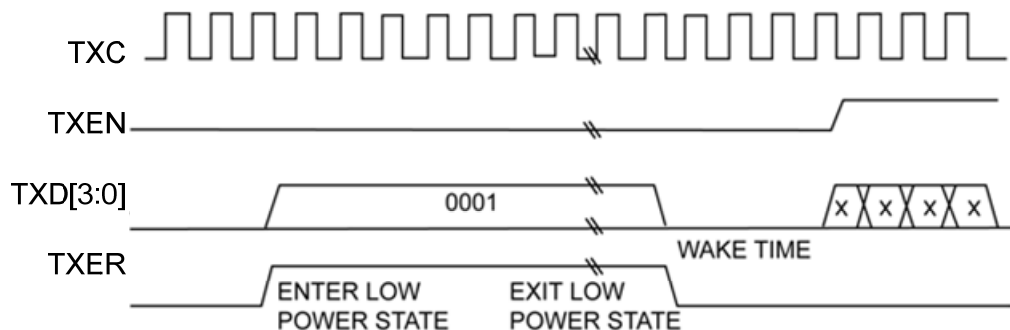 TXC
TXEN
TXD[3:0]
0001
X X X X
WAKE TIME
TXER
ENTER LOW
POWER STATE
EXIT LOW
POWER STATE